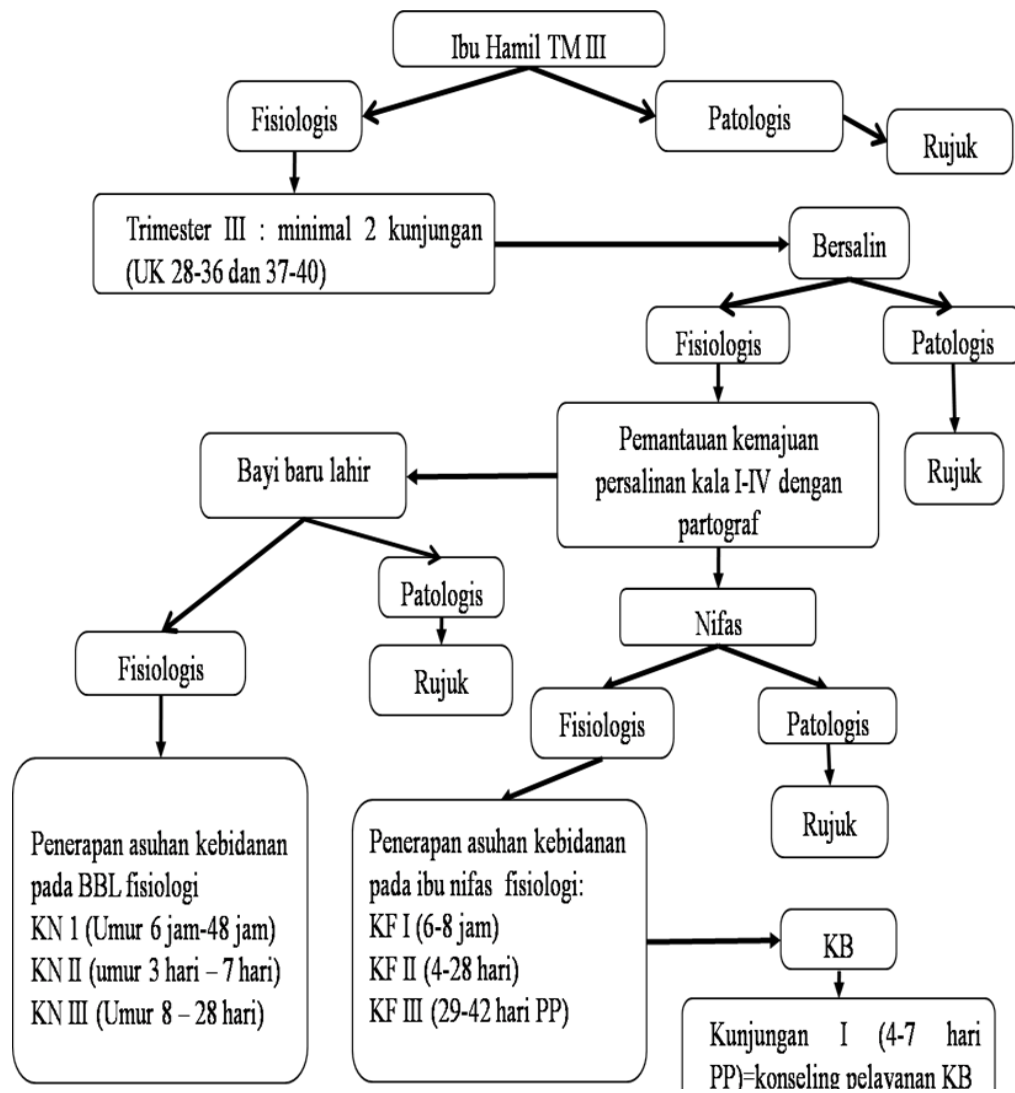 Ibu Hamil TM III
Fisiologis
Patologis
Rujuk
Trimester III : minimal 2 kunjungan
(UK 28-36 dan 37-40)
Bersalin
Fisiologis
Patologis
Rujuk
Pemantauan kemajuan
persalinan kala I-IV dengan
partograf
Bayi baru lahir
Patologis
Rujuk
Fisiologis
Nifas
Fisiologis
Patologis
Rujuk
Penerapan asuhan kebidanan
pada BBL fisiologi
KN 1 (Umur 6 jam-48 jam)
KN II (umur 3 hari – 7 hari)
KN III (Umur 8 – 28 hari)
Penerapan asuhan kebidanan
pada ibu nifas fisiologi:
KF I (6-8 jam)
KF II (4-28 hari)
KF III (29-42 hari PP)
KB
Kunjungan I (4-7 hari
PP)=konseling pelayanan KB